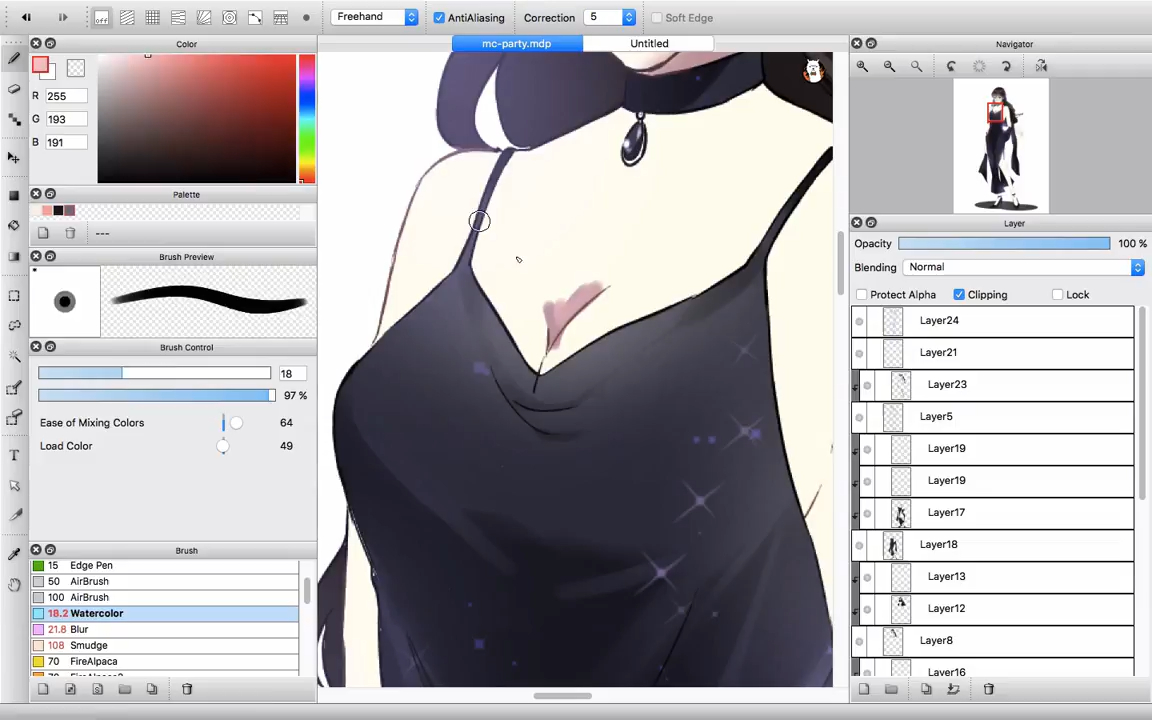 off
Freehand
AntiAliasing
Correction
5
Soft Edge
Color
R 255
G 193
B 191
Palette
---
Brush Preview
Brush Control
18
97 %
Ease of Mixing Colors 64
Load Color 49
Brush
15 Edge Pen
50 AirBrush
100 AirBrush
18.2 Watercolor
21.8 Blur
108 Smudge
70 FireAlpaca
mc-party.mdp
Untitled
Navigator
Layer
Opacity 100 %
Blending Normal
Protect Alpha
Clipping
Lock
Layer24
Layer21
Layer23
Layer5
Layer19
Layer19
Layer17
Layer18
Layer13
Layer12
Layer8
Layer16
T